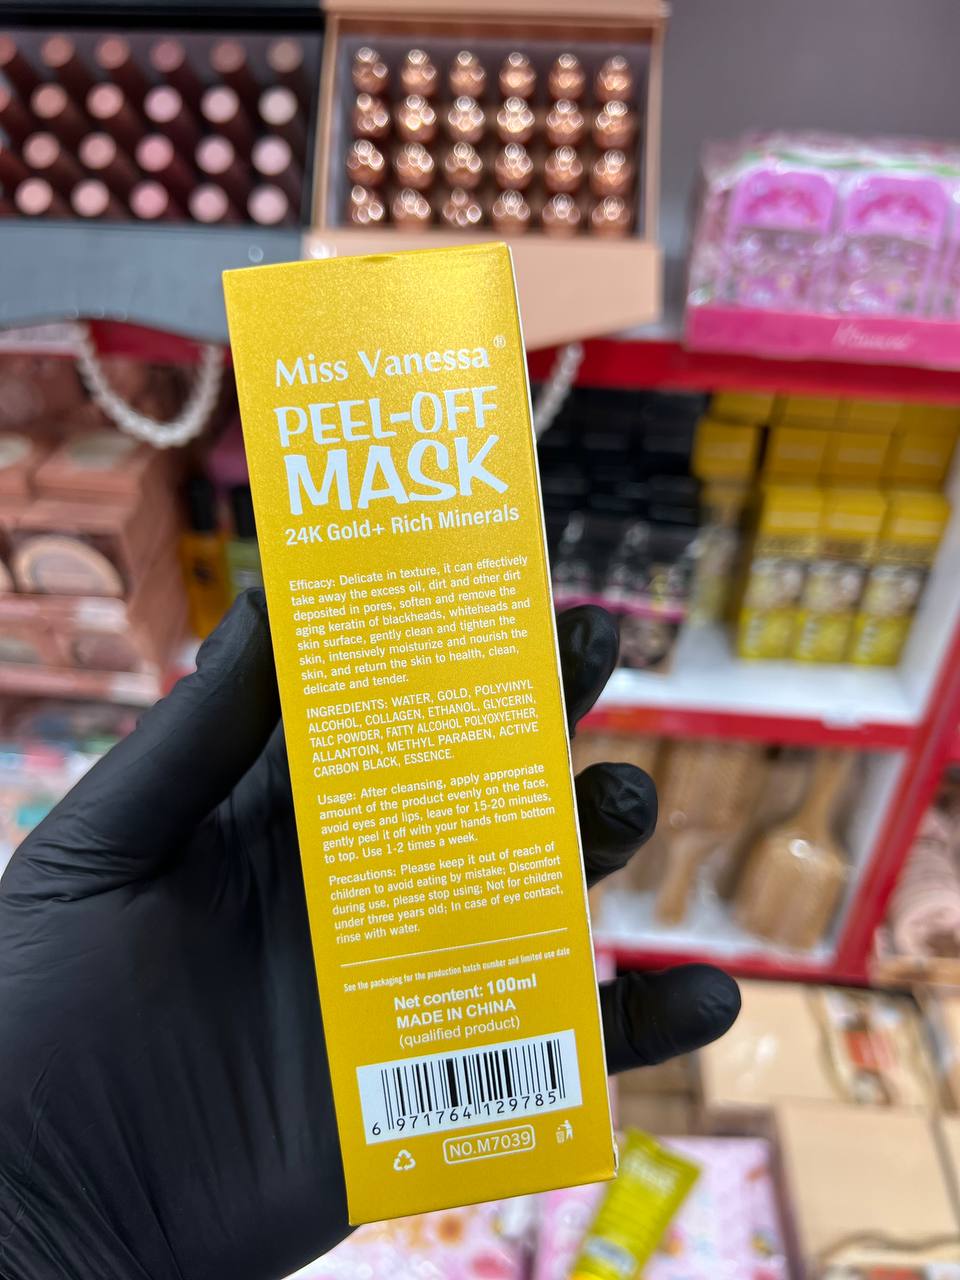 Miss Vanessa®
PEEL-OFF
MASK
24K Gold+ Rich Minerals
Efficacy: Delicate in texture, it can effectively
take away the excess oil, dirt and other dirt
deposited in pores, soften and remove the
aging keratin of blackheads, whiteheads and
skin surface, gently clean and tighten the
skin, intensively moisturize and nourish the
skin, and return the skin to health, clean,
delicate and tender.
INGREDIENTS: WATER, GOLD, POLYVINYL
ALCOHOL, COLLAGEN, ETHANOL, GLYCERIN,
TALC POWDER, FATTY ALCOHOL POLYOXYETHER,
ALLANTOIN, METHYL PARABEN, ACTIVE
CARBON BLACK, ESSENCE.
Usage: After cleansing, apply appropriate
amount of the product evenly on the face,
avoid eyes and lips, leave for 15-20 minutes,
gently peel it off with your hands from bottom
to top. Use 1-2 times a week.
Precautions: Please keep it out of reach of
children to avoid eating by mistake; Discomfort
during use, please stop using; Not for children
under three years old; In case of eye contact,
rinse with water.
See the packaging for the production batch number and limited use date
Net content: 100ml
MADE IN CHINA
(qualified product)
6 971764 129785
NO.M7039